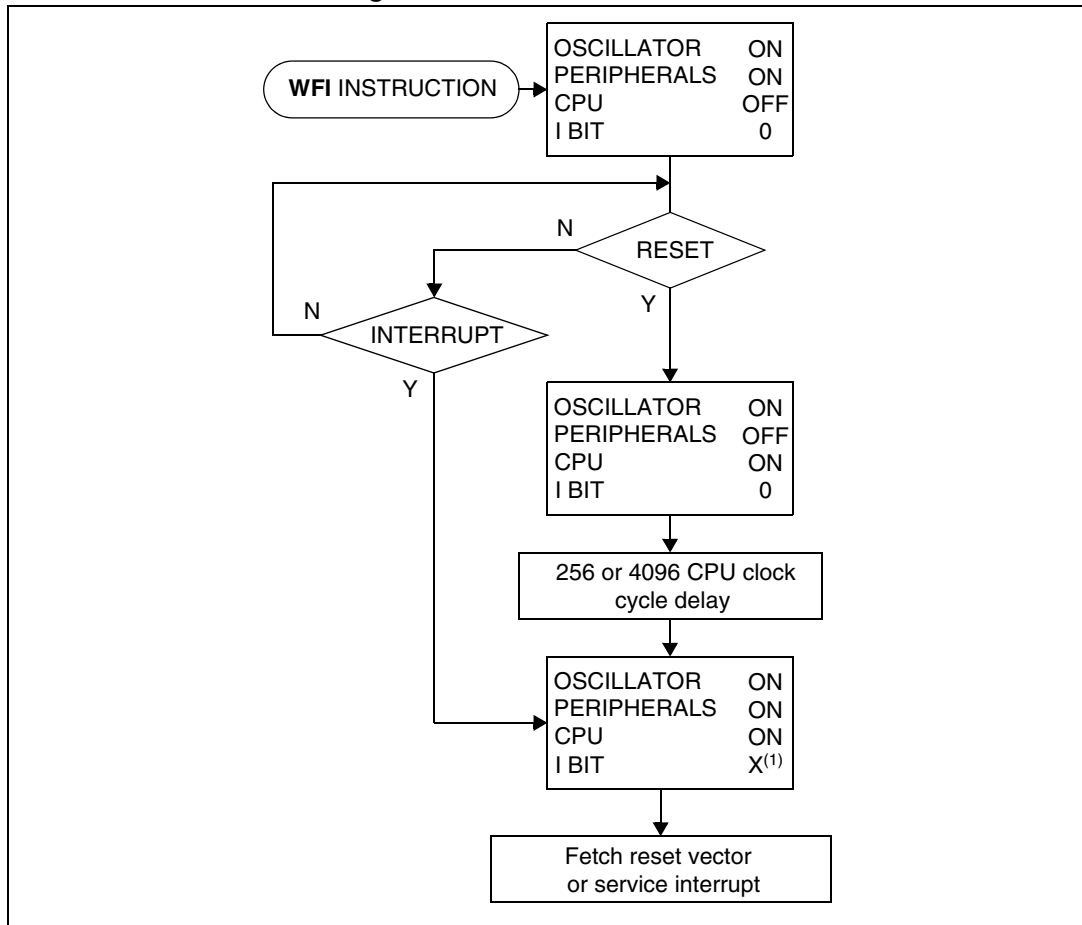 WFI INSTRUCTION
OSCILLATOR ON
PERIPHERALS ON
CPU OFF
I BIT 0
N
RESET
Y
N
INTERRUPT
Y
OSCILLATOR ON
PERIPHERALS OFF
CPU ON
I BIT 0
256 or 4096 CPU clock
cycle delay
OSCILLATOR ON
PERIPHERALS ON
CPU ON
I BIT X(1)
Fetch reset vector
or service interrupt